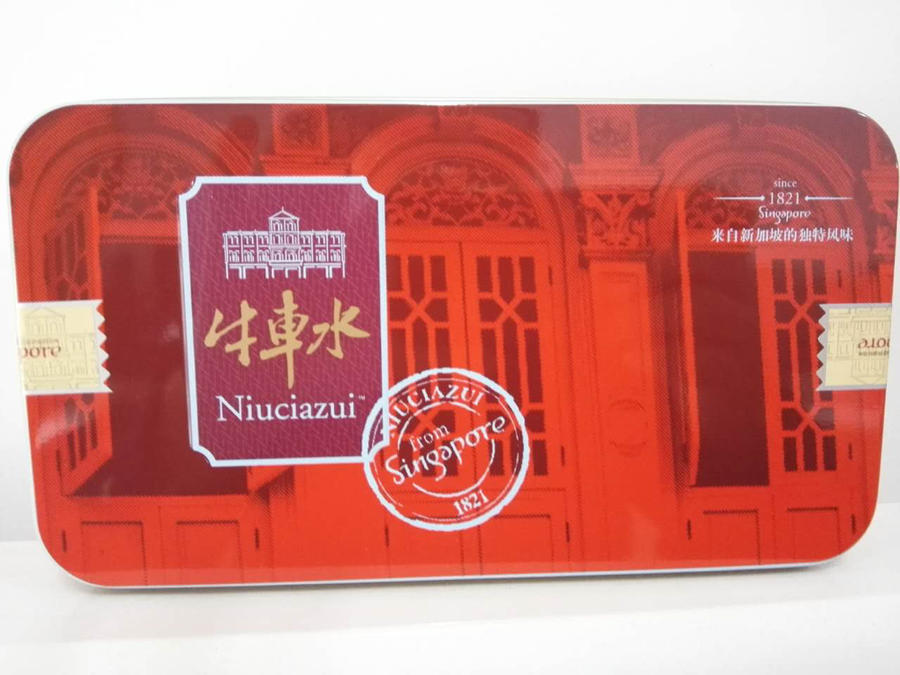 牛車水
Niuciazui™
NIUCIAZUI
from
Singapore
1821
since
1821
Singapore
来自新加坡的独特风味